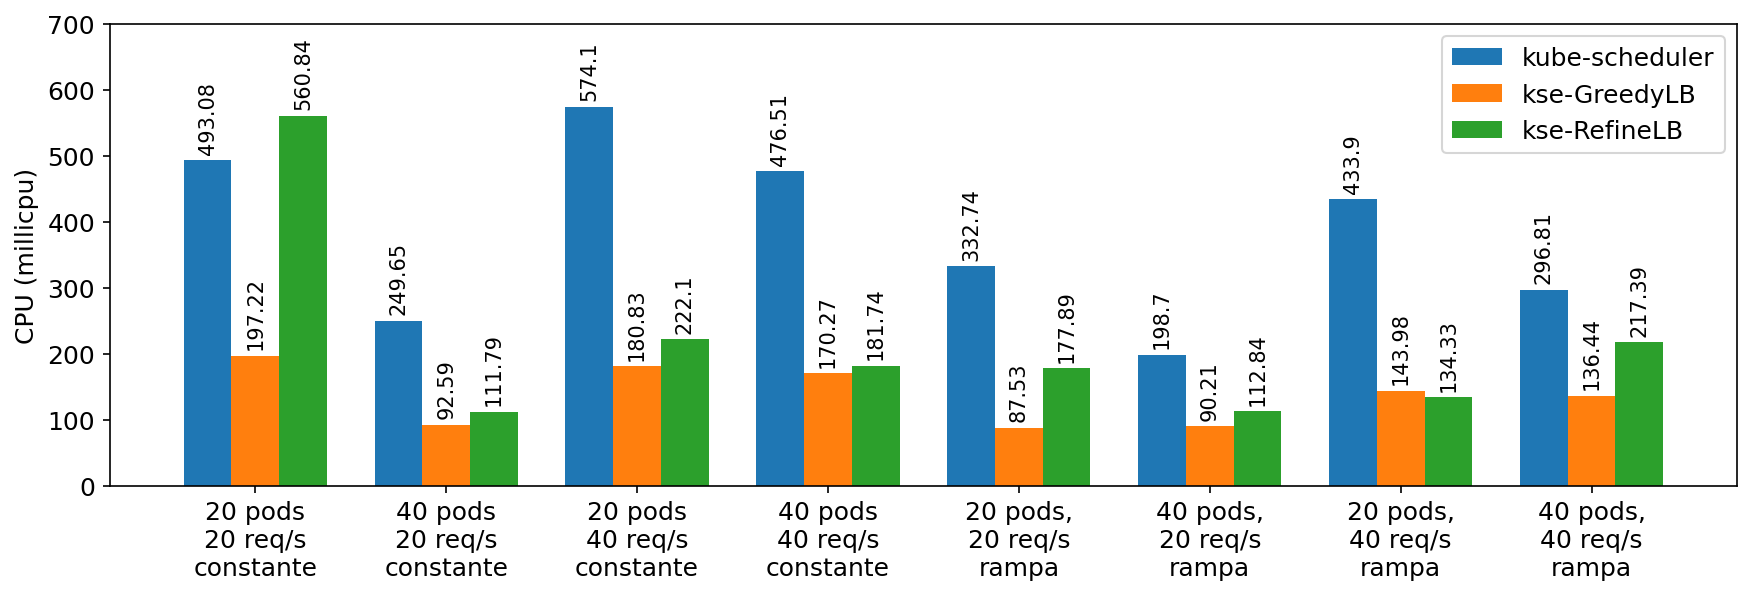 CPU (millicpu)
700
600
500
400
300
200
100
0
493.08
197.22
560.84
249.65
92.59
111.79
574.1
180.83
222.1
476.51
170.27
181.74
332.74
87.53
177.89
198.7
90.21
112.84
433.9
143.98
134.33
296.81
136.44
217.39
kube-scheduler
kse-GreedyLB
kse-RefineLB
20 pods
20 req/s
constante
40 pods
20 req/s
constante
20 pods
40 req/s
constante
40 pods
40 req/s
constante
20 pods,
20 req/s
rampa
40 pods,
20 req/s
rampa
20 pods,
40 req/s
rampa
40 pods,
40 req/s
rampa